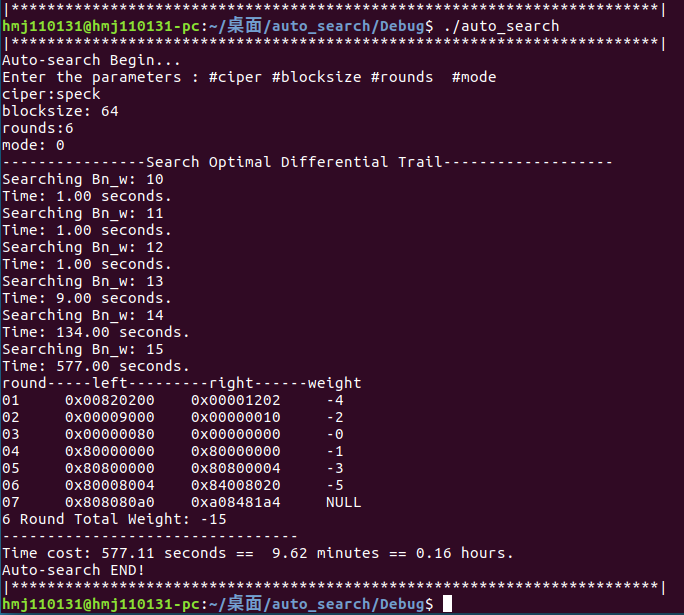 |***********************************************************************|
hmj110131@hmj110131-pc:~/桌面/auto_search/Debug$ ./auto_search
|***********************************************************************|
Auto-search Begin...
Enter the parameters : #ciper #blocksize #rounds  #mode
ciper:speck
blocksize: 64
rounds:6
mode: 0
----------------Search Optimal Differential Trail-------------------
Searching Bn_w: 10
Time: 1.00 seconds.
Searching Bn_w: 11
Time: 1.00 seconds.
Searching Bn_w: 12
Time: 1.00 seconds.
Searching Bn_w: 13
Time: 9.00 seconds.
Searching Bn_w: 14
Time: 134.00 seconds.
Searching Bn_w: 15
Time: 577.00 seconds.
round-----left---------right------weight
01     0x00820200    0x00001202     -4
02     0x00009000    0x00000010     -2
03     0x00000080    0x00000000     -0
04     0x80000000    0x80000000     -1
05     0x80800000    0x80800004     -3
06     0x80008004    0x84008020     -5
07     0x808080a0    0xa08481a4     NULL
6 Round Total Weight: -15
---------------------------------
Time cost: 577.11 seconds ==  9.62 minutes == 0.16 hours.
Auto-search END!
|***********************************************************************|
hmj110131@hmj110131-pc:~/桌面/auto_search/Debug$